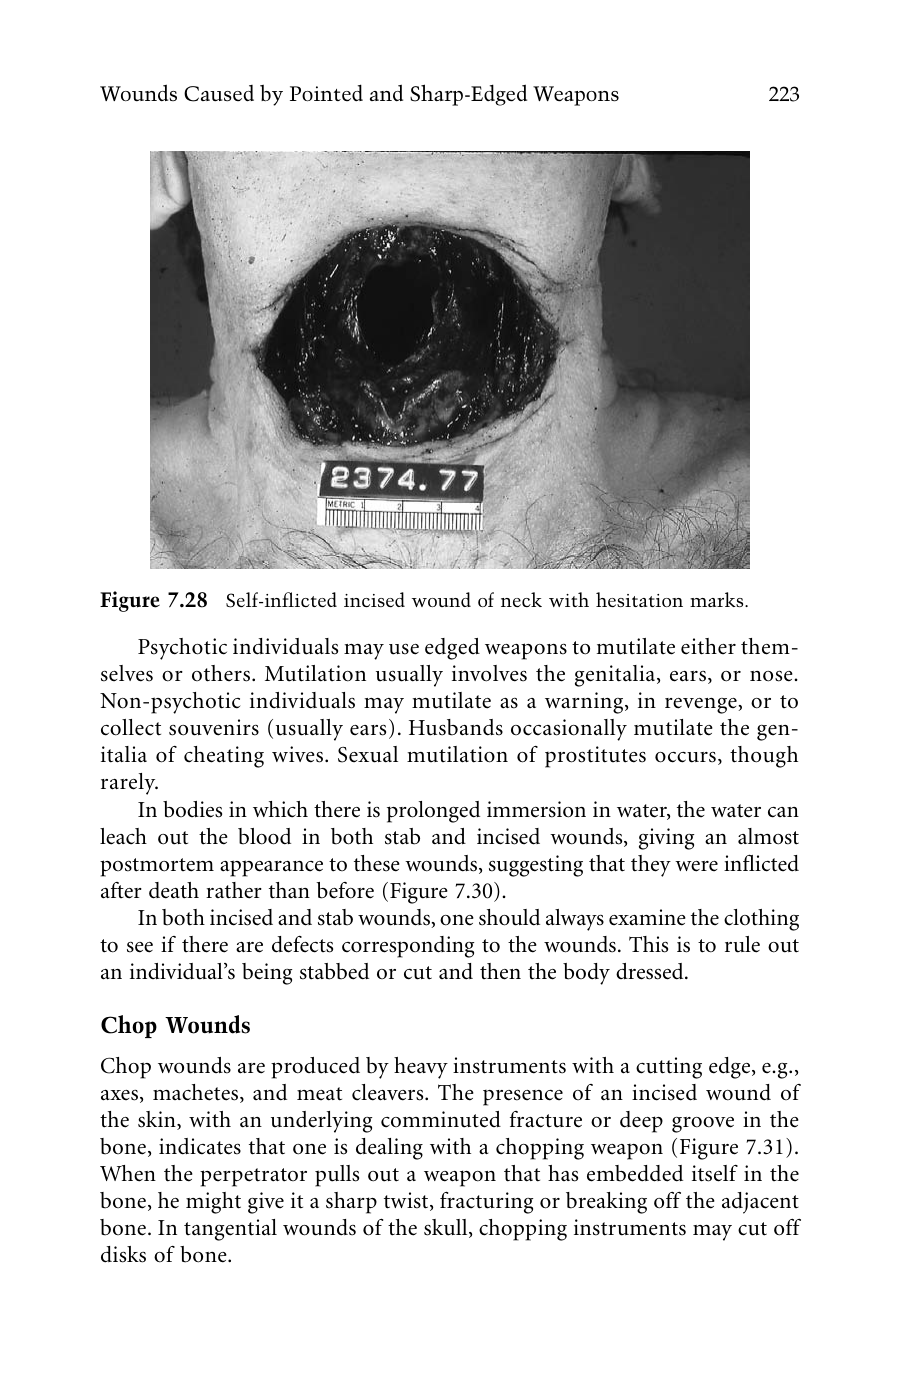 Wounds Caused by Pointed and Sharp-Edged Weapons 223
2374.77
METRIC 1 2 3 4
Figure 7.28 Self-inflicted incised wound of neck with hesitation marks.
Psychotic individuals may use edged weapons to mutilate either them-
selves or others. Mutilation usually involves the genitalia, ears, or nose.
Non-psychotic individuals may mutilate as a warning, in revenge, or to
collect souvenirs (usually ears). Husbands occasionally mutilate the gen-
italia of cheating wives. Sexual mutilation of prostitutes occurs, though
rarely.
In bodies in which there is prolonged immersion in water, the water can
leach out the blood in both stab and incised wounds, giving an almost
postmortem appearance to these wounds, suggesting that they were inflicted
after death rather than before (Figure 7.30).
In both incised and stab wounds, one should always examine the clothing
to see if there are defects corresponding to the wounds. This is to rule out
an individual's being stabbed or cut and then the body dressed.
Chop Wounds
Chop wounds are produced by heavy instruments with a cutting edge, e.g.,
axes, machetes, and meat cleavers. The presence of an incised wound of
the skin, with an underlying comminuted fracture or deep groove in the
bone, indicates that one is dealing with a chopping weapon (Figure 7.31).
When the perpetrator pulls out a weapon that has embedded itself in the
bone, he might give it a sharp twist, fracturing or breaking off the adjacent
bone. In tangential wounds of the skull, chopping instruments may cut off
disks of bone.